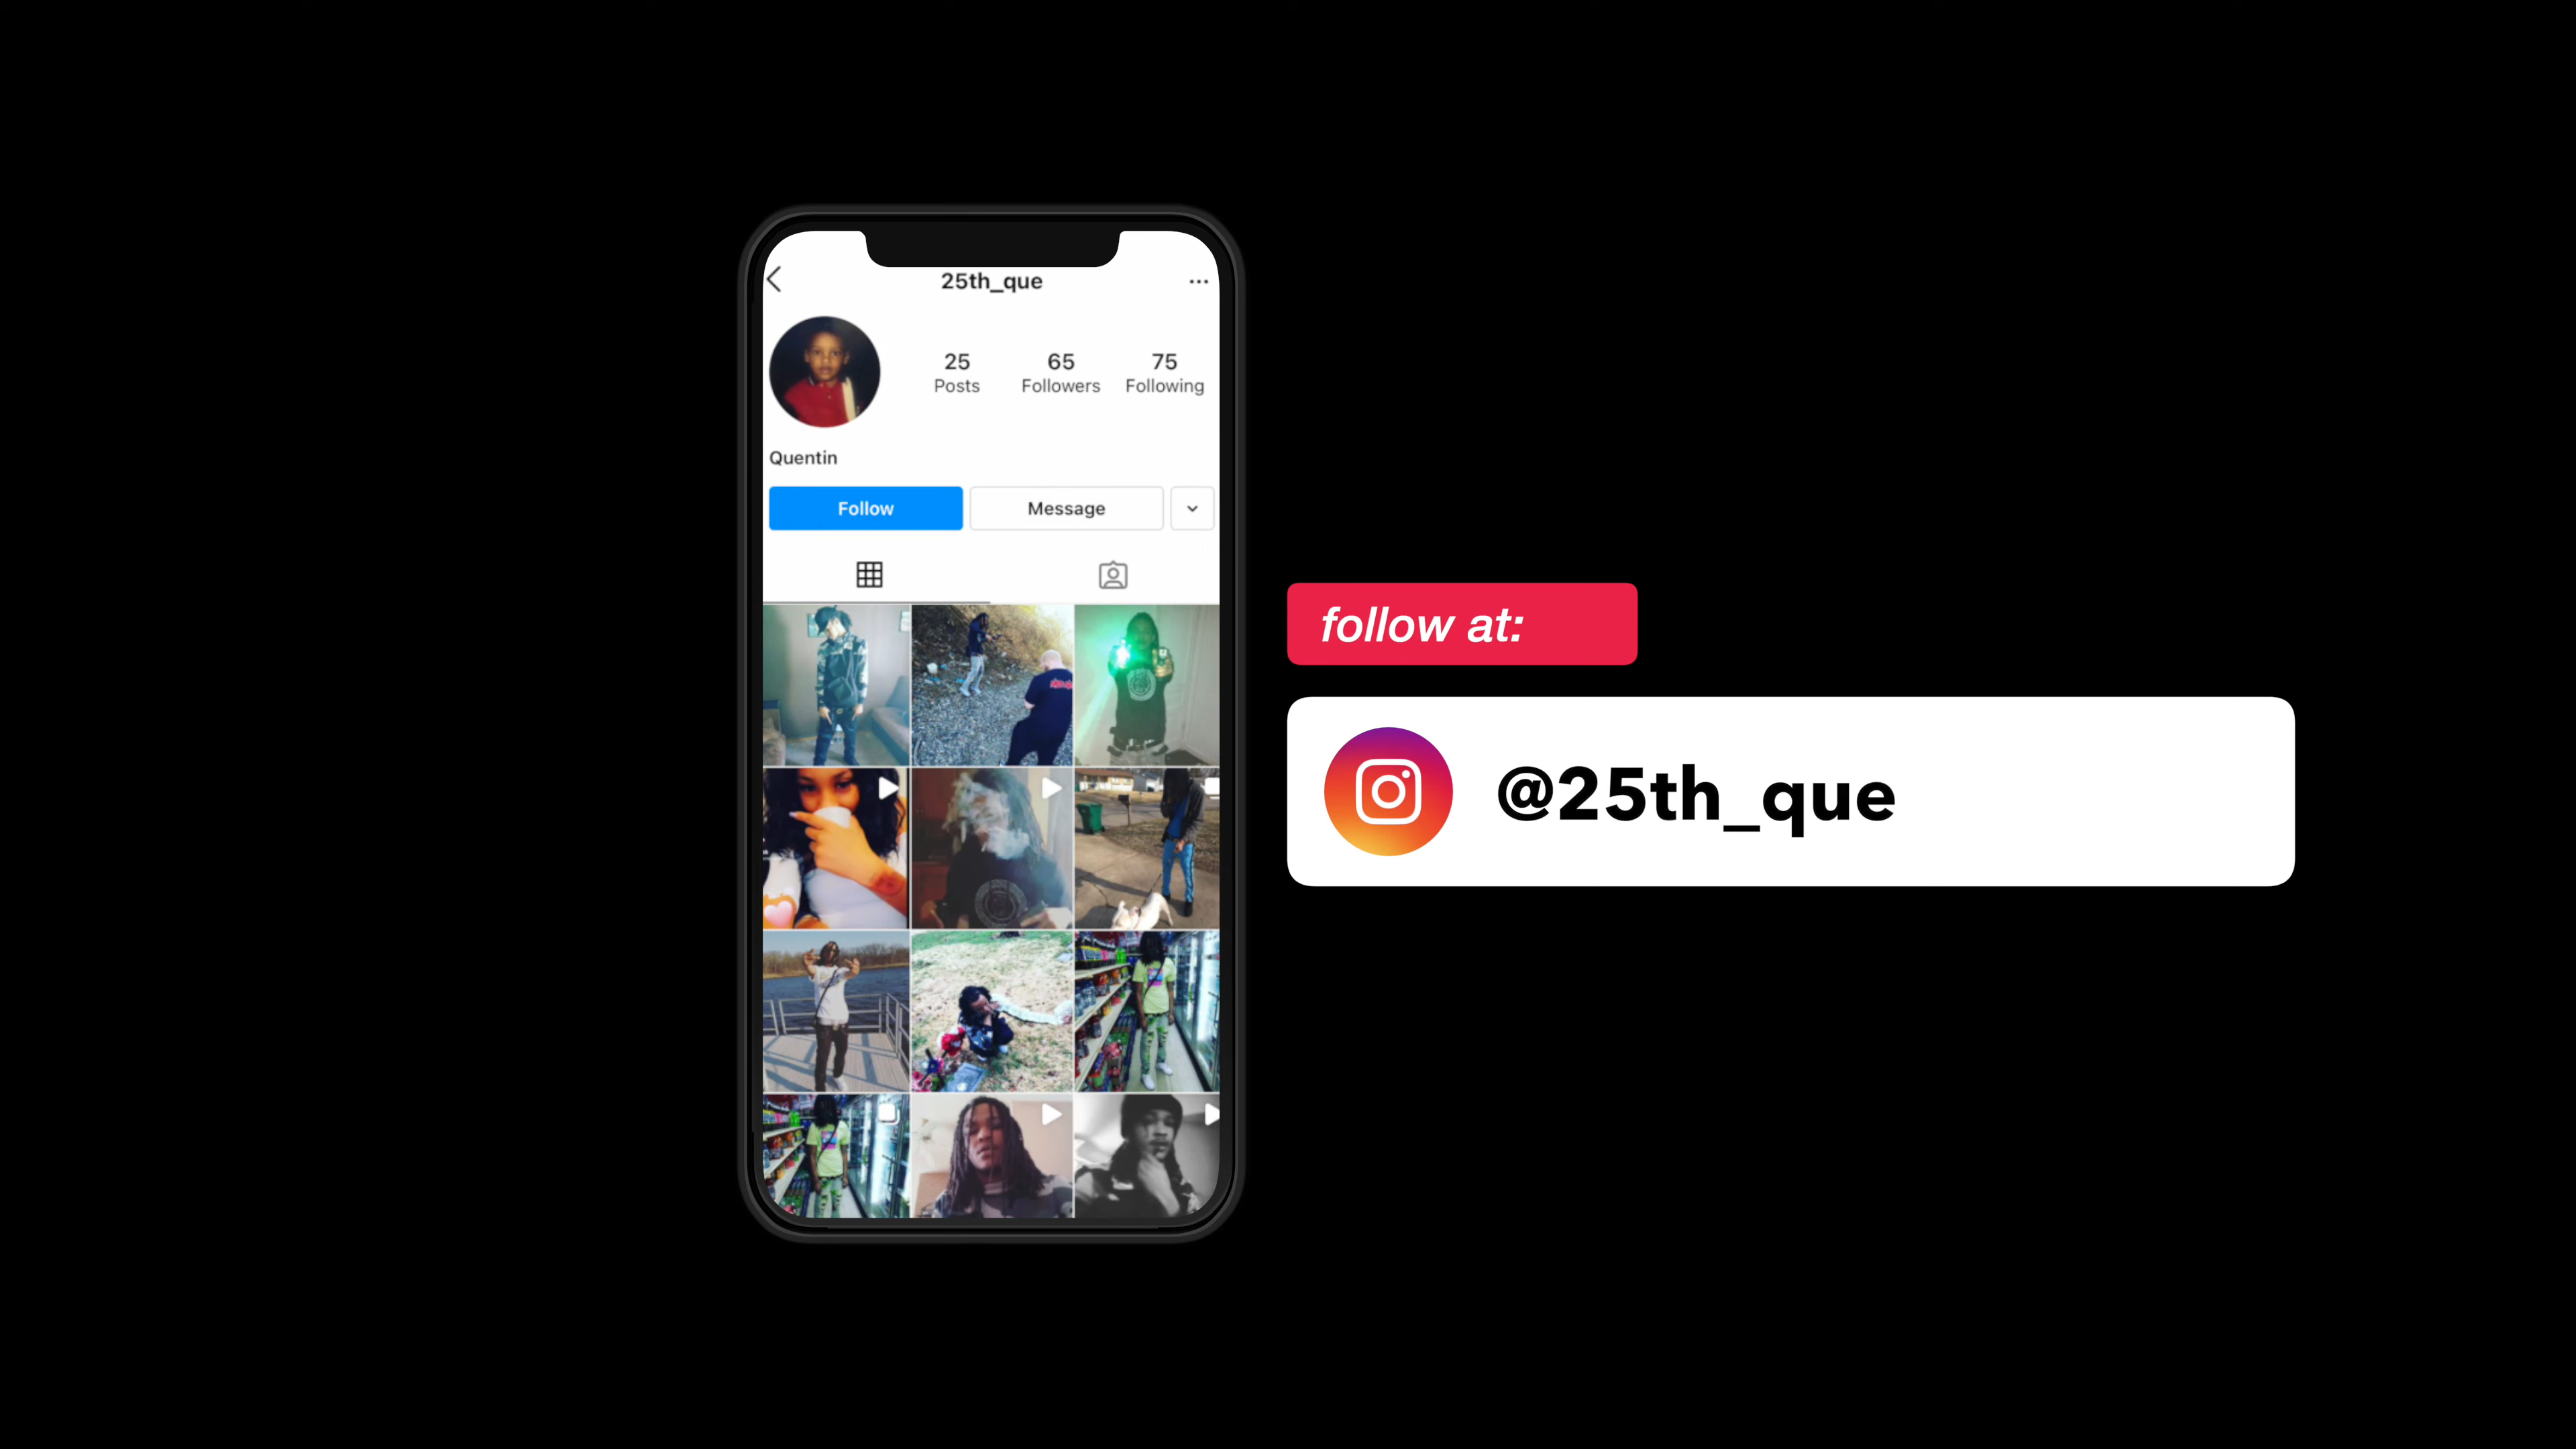 25th_que
25 65 75
Posts Followers Following
Quentin
Follow Message
follow at:
@25th_que